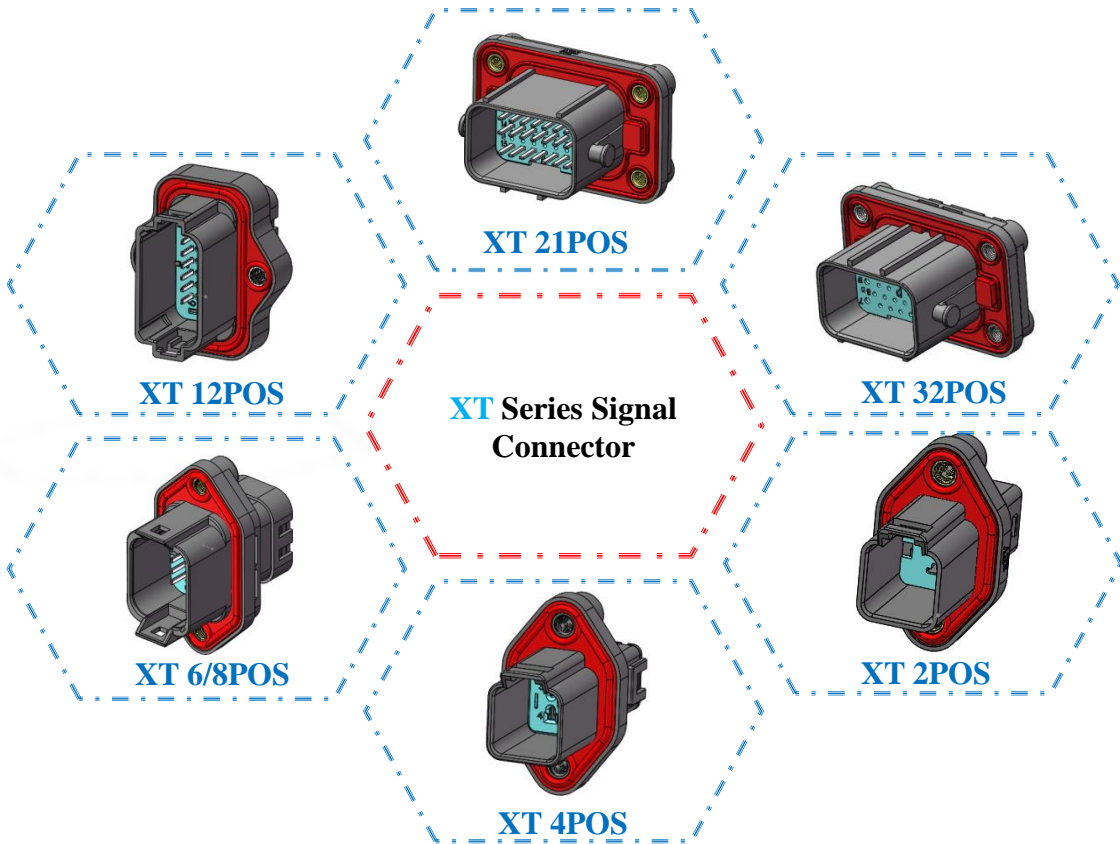 XT 21POS
XT 12POS
XT 32POS
XT Series Signal
Connector
XT 6/8POS
XT 2POS
XT 4POS